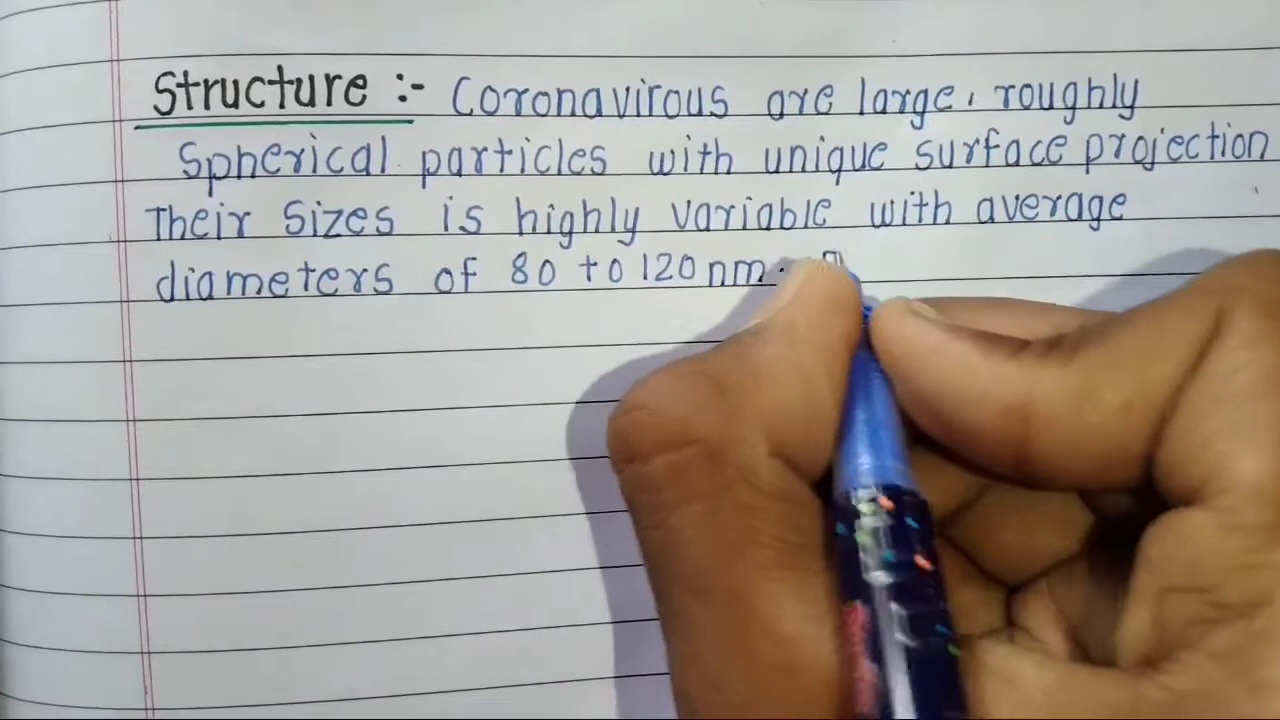 Structure :- Coronavirous are large, roughly
Spherical particles with unique surface projection
Their Sizes is highly variable with average
diameters of 80 to 120 nm.